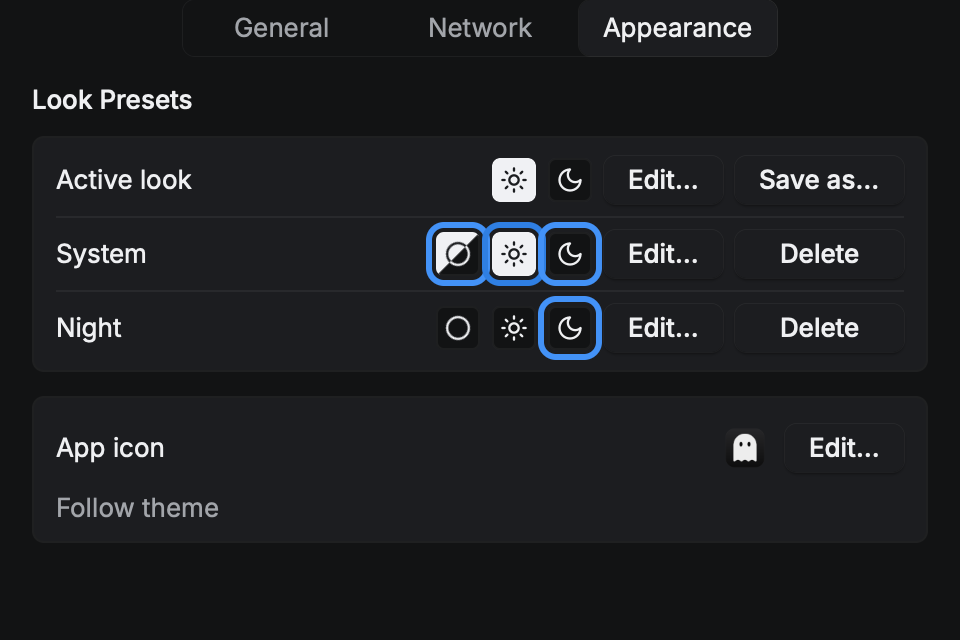 General Network Appearance
Look Presets
Active look Edit... Save as...
System Edit... Delete
Night Edit... Delete
App icon Edit...
Follow theme